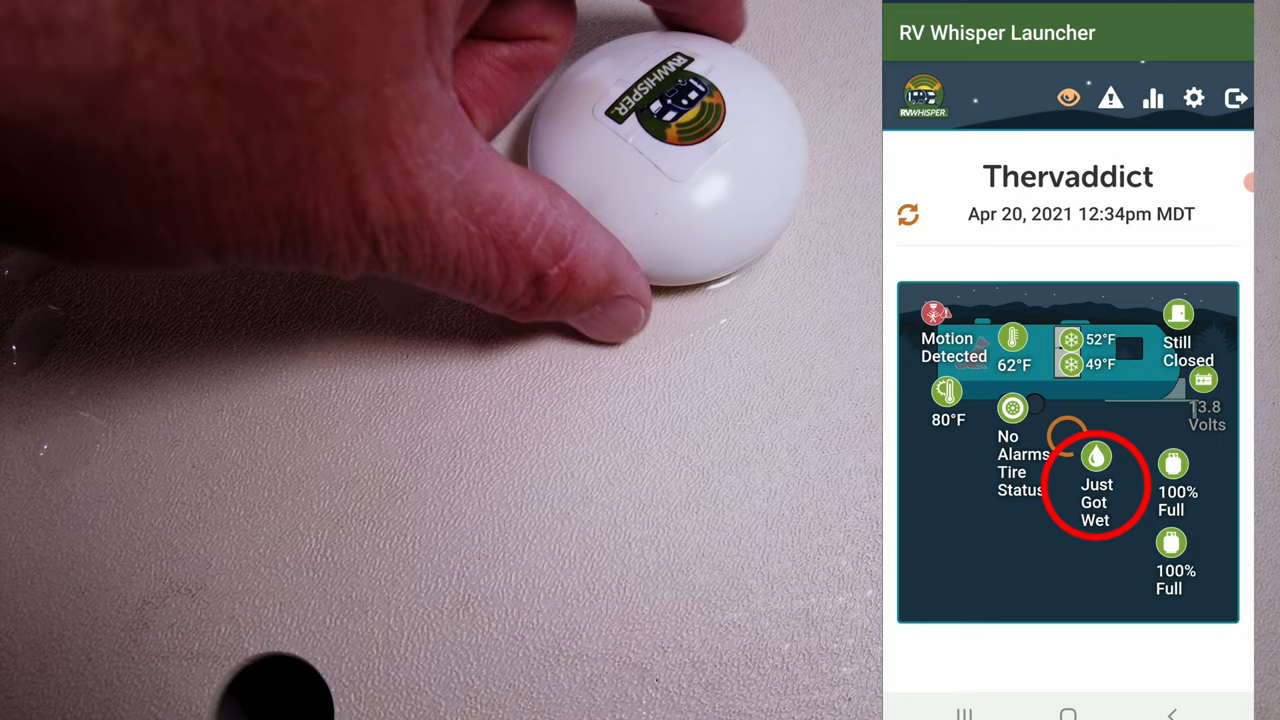 RVWHISPER.
RV Whisper Launcher
RVWHISPER.
Thervaddict
Apr 20, 2021 12:34pm MDT
Motion
Detected
62°F
52°F
49°F
Still
Closed
80°F
13.8
Volts
No
Alarms
Tire
Status
Just
Got
Wet
100%
Full
100%
Full